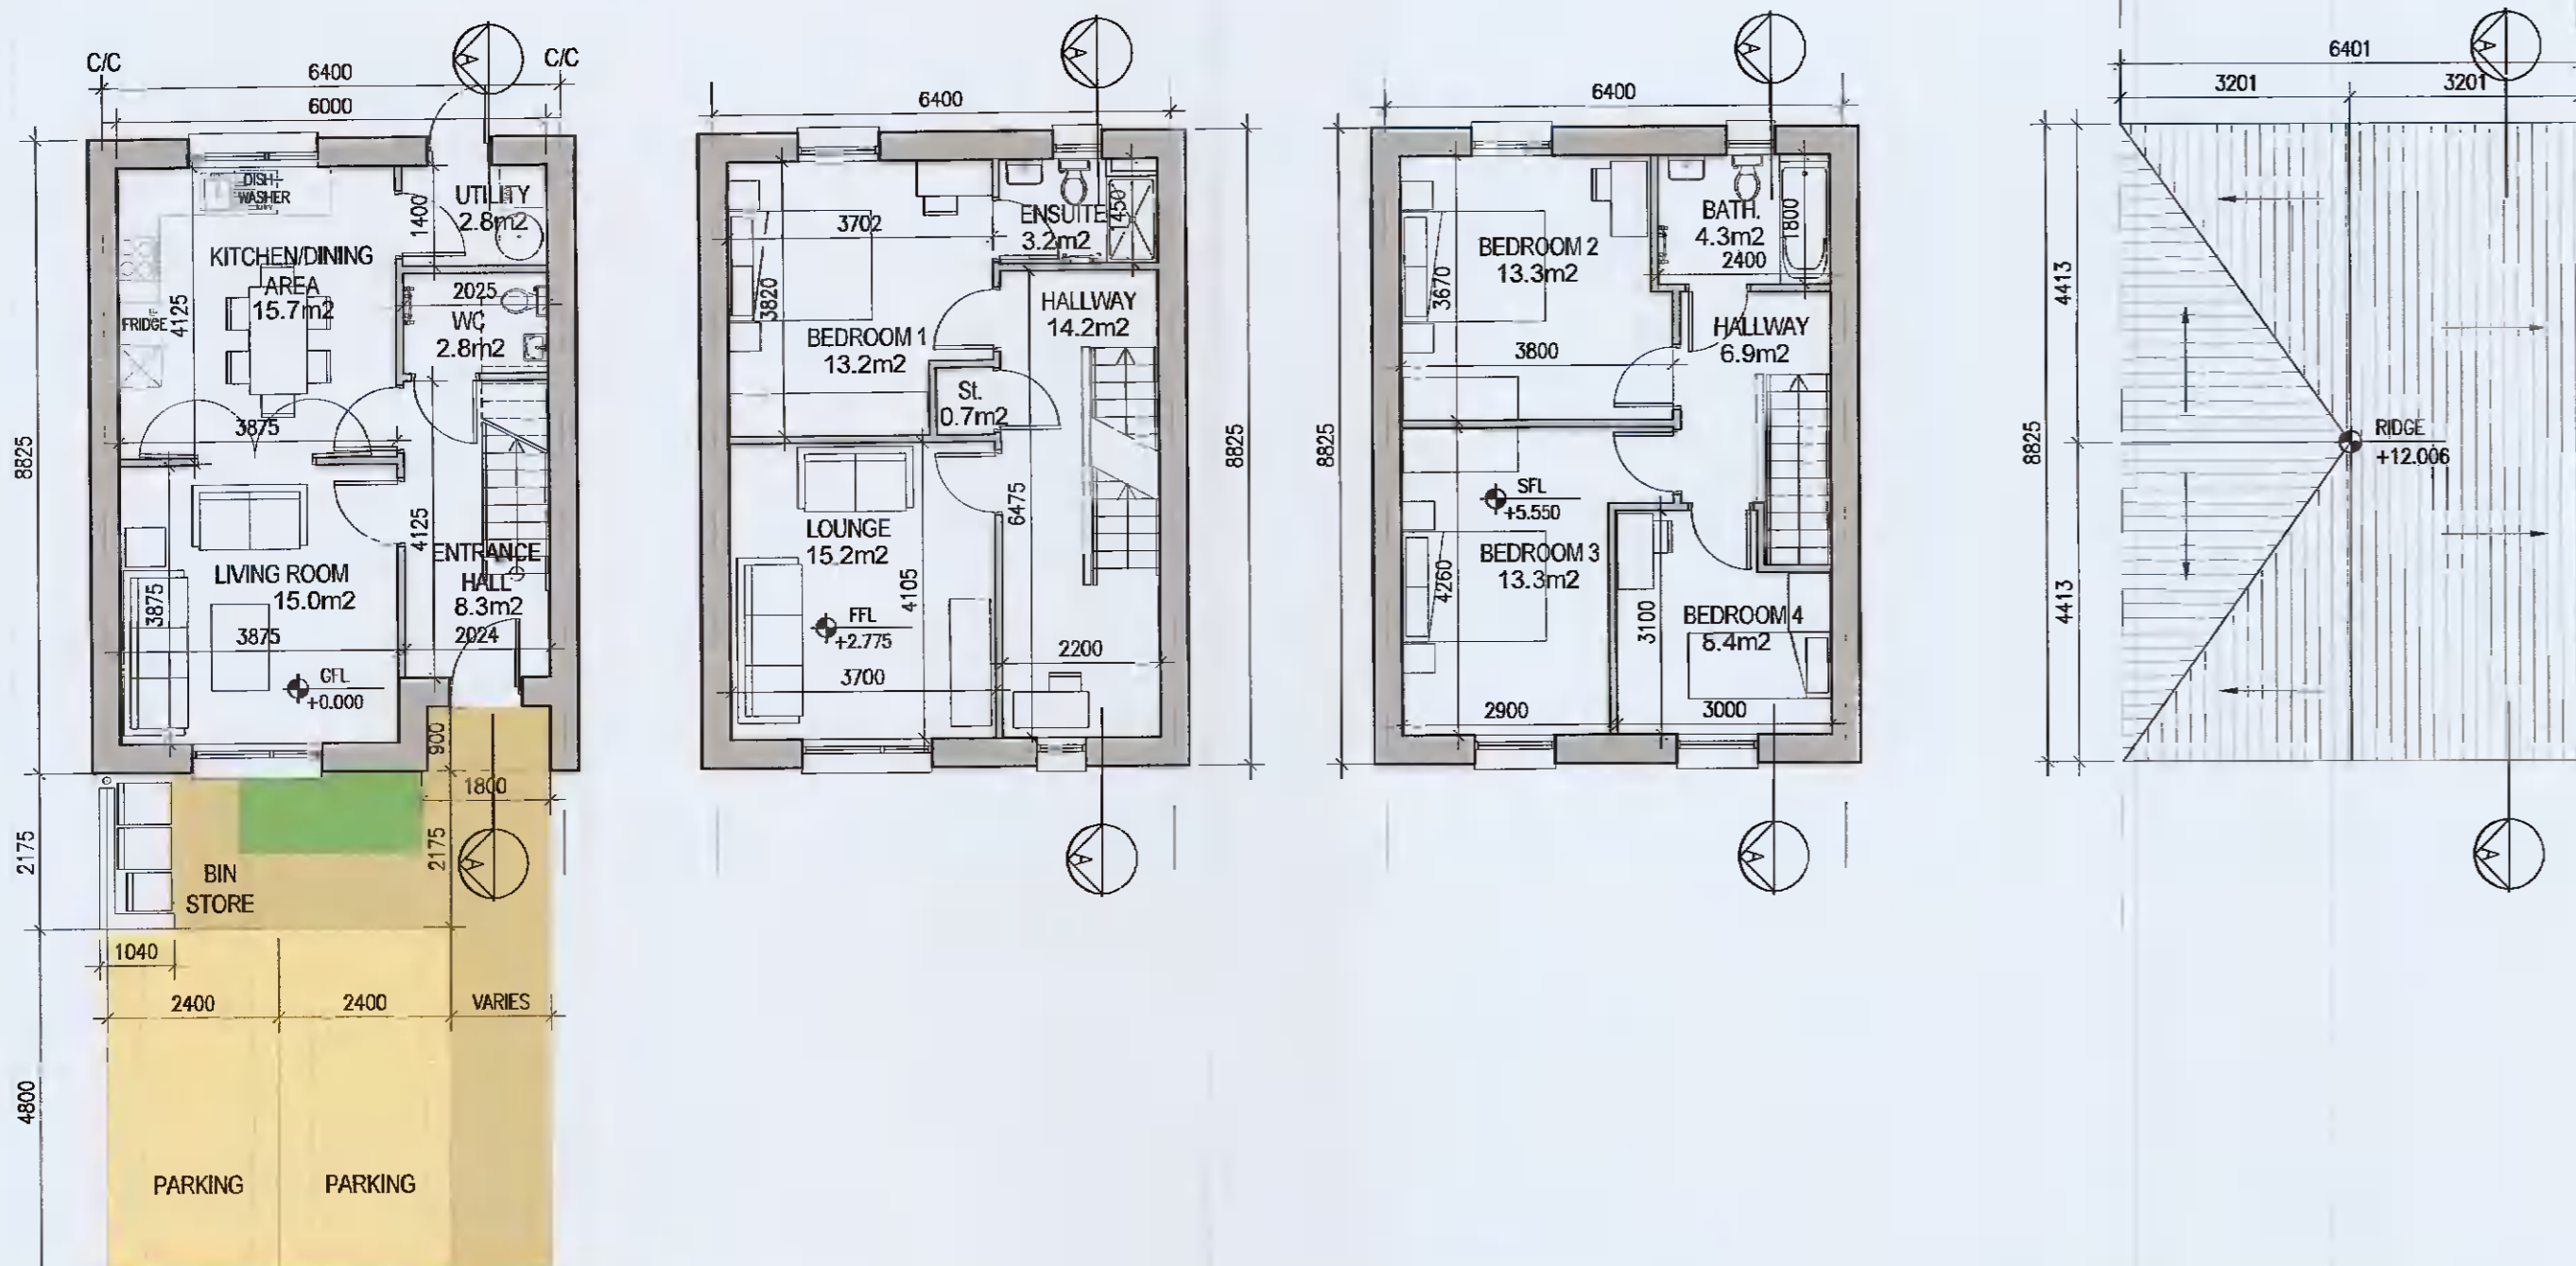 C/C
6400
C/C
6000
A
8825
DISH-
WASHER
UTILITY
2.8m2
1400
KITCHEN/DINING
AREA
15.7m2
4125
FRIDGE
2025
WC
2.8m2
3875
LIVING ROOM
15.0m2
3875
3875
4125
ENTRANCE
HALL
8.3m2
2024
GFL
+0.000
900
1800
2175
2175
A
BIN
STORE
1040
2400
2400
VARIES
4800
PARKING
PARKING
A
6400
3702
ENSUITE
3.2m2
1450
3820
BEDROOM 1
13.2m2
HALLWAY
14.2m2
St.
0.7m2
8825
LOUNGE
15.2m2
6475
4105
FFL
+2.775
2200
3700
A
A
6400
BEDROOM 2
13.3m2
BATH.
4.3m2
1800
2400
3670
HALLWAY
6.9m2
3800
8825
SFL
+5.550
BEDROOM 3
13.3m2
4260
3100
BEDROOM 4
8.4m2
2900
3000
A
A
6401
3201
3201
4413
8825
RIDGE
+12.006
4413
A